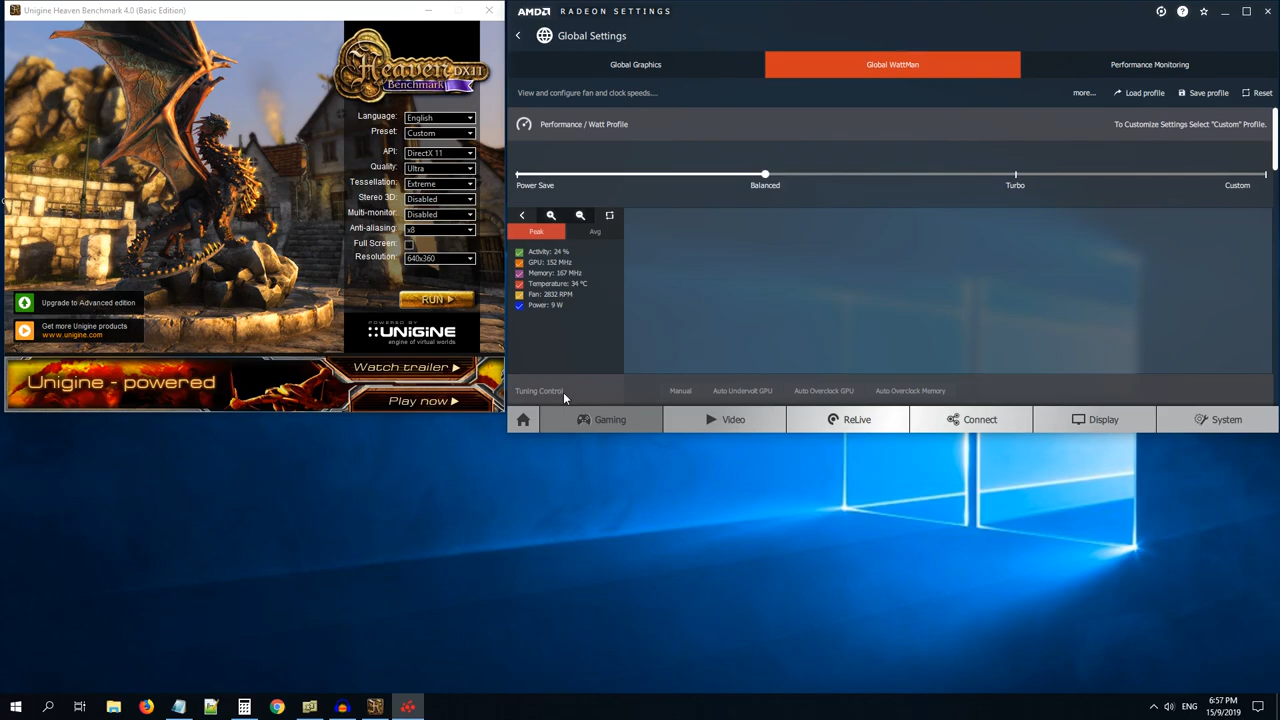 Unigine Heaven Benchmark 4.0 (Basic Edition)
Heaven DX11
Benchmark
Language: English
Preset: Custom
API: DirectX 11
Quality: Ultra
Tessellation: Extreme
Stereo 3D: Disabled
Multi-monitor: Disabled
Anti-aliasing: x8
Full Screen:
Resolution: 640x360
RUN
Upgrade to Advanced edition
Get more Unigine products
www.unigine.com
POWERED BY
UNiGiNE
engine of virtual worlds
Unigine - powered
Watch trailer
Play now
AMD RADEON SETTINGS
Global Settings
Global Graphics
Global WattMan
Performance Monitoring
View and configure fan and clock speeds....
more...
Load profile
Save profile
Reset
Performance / Watt Profile
To Customize Settings Select "Custom" Profile.
Power Save
Balanced
Turbo
Custom
Peak
Avg
Activity: 24 %
GPU: 152 MHz
Memory: 167 MHz
Temperature: 34 ºC
Fan: 2832 RPM
Power: 9 W
Tuning Control
Manual
Auto Undervolt GPU
Auto Overclock GPU
Auto Overclock Memory
Gaming
Video
ReLive
Connect
Display
System
ENG
6:57 PM
15/9/2019